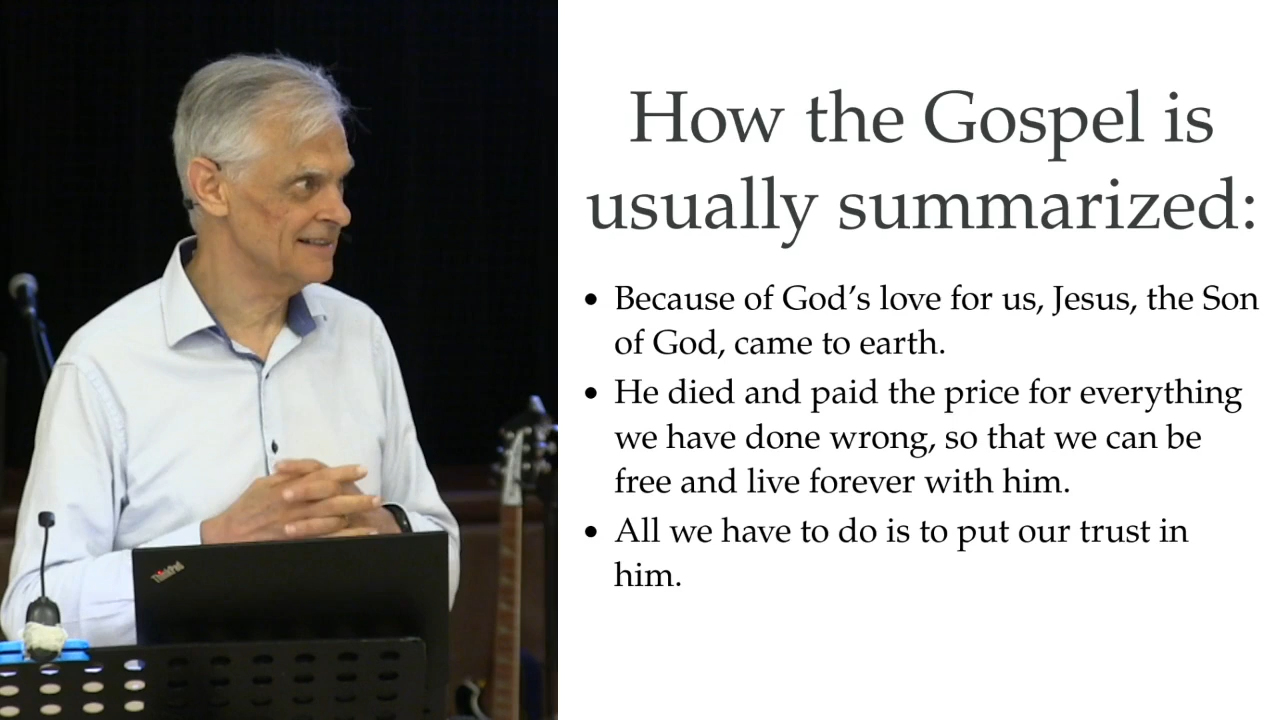 How the Gospel is
usually summarized:
• Because of God’s love for us, Jesus, the Son
of God, came to earth.
• He died and paid the price for everything
we have done wrong, so that we can be
free and live forever with him.
• All we have to do is to put our trust in
him.
ThinkPad